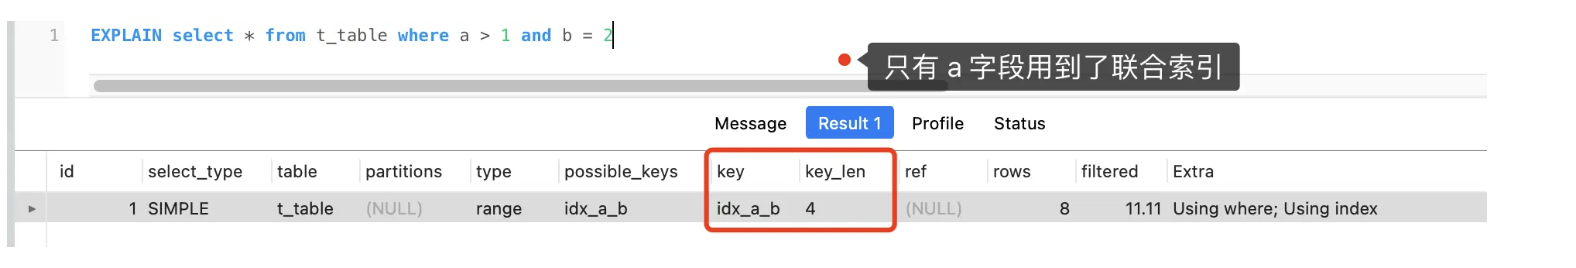 1 EXPLAIN select * from t_table where a > 1 and b = 2
只有 a 字段用到了联合索引
Message Result 1 Profile Status
id select_type table partitions type possible_keys key key_len ref rows filtered Extra
1 SIMPLE t_table (NULL) range idx_a_b idx_a_b 4 (NULL) 8 11.11 Using where; Using index